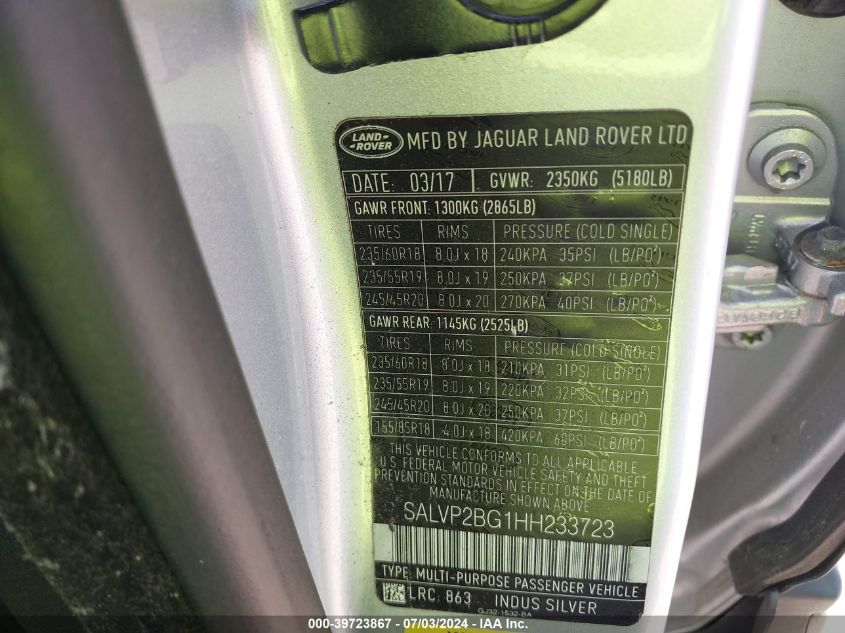 LAND ROVER MFD BY JAGUAR LAND ROVER LTD
DATE: 03/17 GVWR: 2350KG (5180LB)
GAWR FRONT: 1300KG (2865LB)
TIRES RIMS PRESSURE (COLD SINGLE)
235/60R18 8.0J x 18 240KPA 35PSI (LB/PO²)
235/55R19 8.0J x 19 250KPA 37PSI (LB/PO²)
245/45R20 8.0J x 20 270KPA 40PSI (LB/PO²)
GAWR REAR: 1145KG (2525LB)
TIRES RIMS PRESSURE (COLD SINGLE)
235/60R18 8.0J x 18 210KPA 31PSI (LB/PO²)
235/55R19 8.0J x 19 220KPA 32PSI (LB/PO²)
245/45R20 8.0J x 20 250KPA 37PSI (LB/PO²)
165/85R18 4.0J x 18 420KPA 60PSI (LB/PO²)
THIS VEHICLE CONFORMS TO ALL APPLICABLE
U.S. FEDERAL MOTOR VEHICLE SAFETY AND THEFT
PREVENTION STANDARDS IN EFFECT ON THE DATE
OF MANUFACTURE SHOWN ABOVE
SALVP2BG1HH233723
TYPE: MULTI-PURPOSE PASSENGER VEHICLE
LRC: 863 INDUS SILVER
GJ32-1532-BA
000-39723867 - 07/03/2024 - IAA Inc.